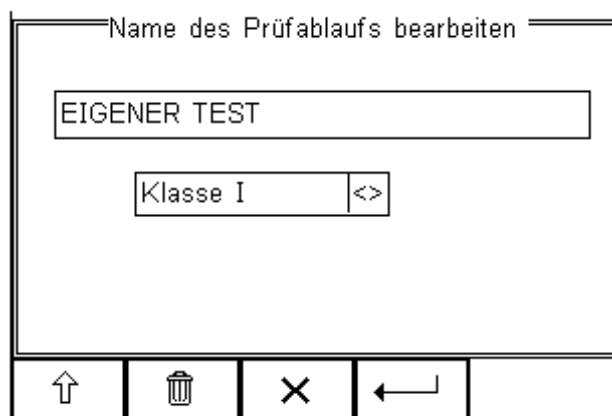 Name des Prüfablaufs bearbeiten
EIGENER TEST
Klasse I <>